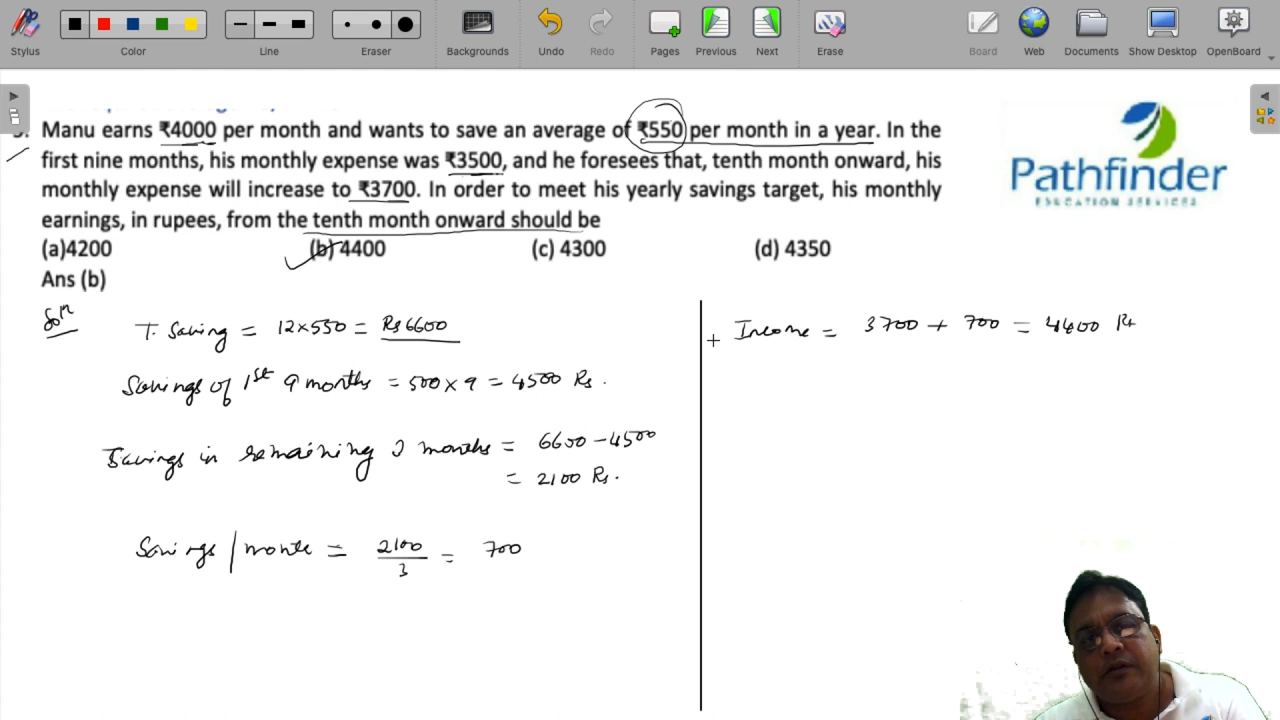 Stylus
Color
Line
Eraser
Backgrounds
Undo
Redo
Pages
Previous
Next
Erase
Board
Web
Documents
Show Desktop
OpenBoard
Manu earns ₹4000 per month and wants to save an average of ₹550 per month in a year. In the
first nine months, his monthly expense was ₹3500, and he foresees that, tenth month onward, his
monthly expense will increase to ₹3700. In order to meet his yearly savings target, his monthly
earnings, in rupees, from the tenth month onward should be
(a)4200 (b) 4400 (c) 4300 (d) 4350
Ans (b)
Pathfinder
EDUCATION SERVICES
Soln
T. Saving = 12×550 = Rs 6600
Savings of 1st 9 months = 500 × 9 = 4500 Rs.
Savings in remaining 3 months = 6600 - 4500
= 2100 Rs.
Savings / month = 2100/3 = 700
Income = 3700 + 700 = 4400 Rs